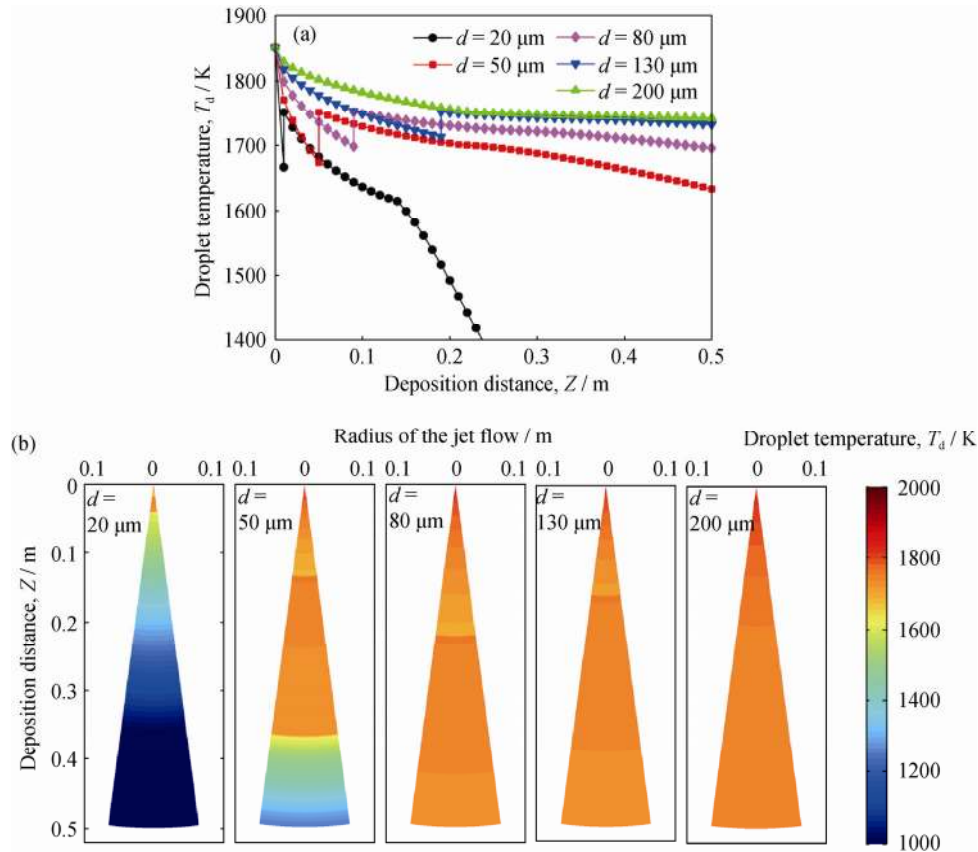 (a)
d = 20 μm
d = 80 μm
d = 50 μm
d = 130 μm
d = 200 μm
1900
1800
1700
1600
1500
1400
Droplet temperature, Td / K
0 0.1 0.2 0.3 0.4 0.5
Deposition distance, Z / m
(b)
Radius of the jet flow / m
Droplet temperature, Td / K
0.1 0 0.1 0.1 0 0.1 0.1 0 0.1 0.1 0 0.1 0.1 0 0.1
d = 20 μm
d = 50 μm
d = 80 μm
d = 130 μm
d = 200 μm
0
0.1
0.2
0.3
0.4
0.5
Deposition distance, Z / m
2000
1800
1600
1400
1200
1000